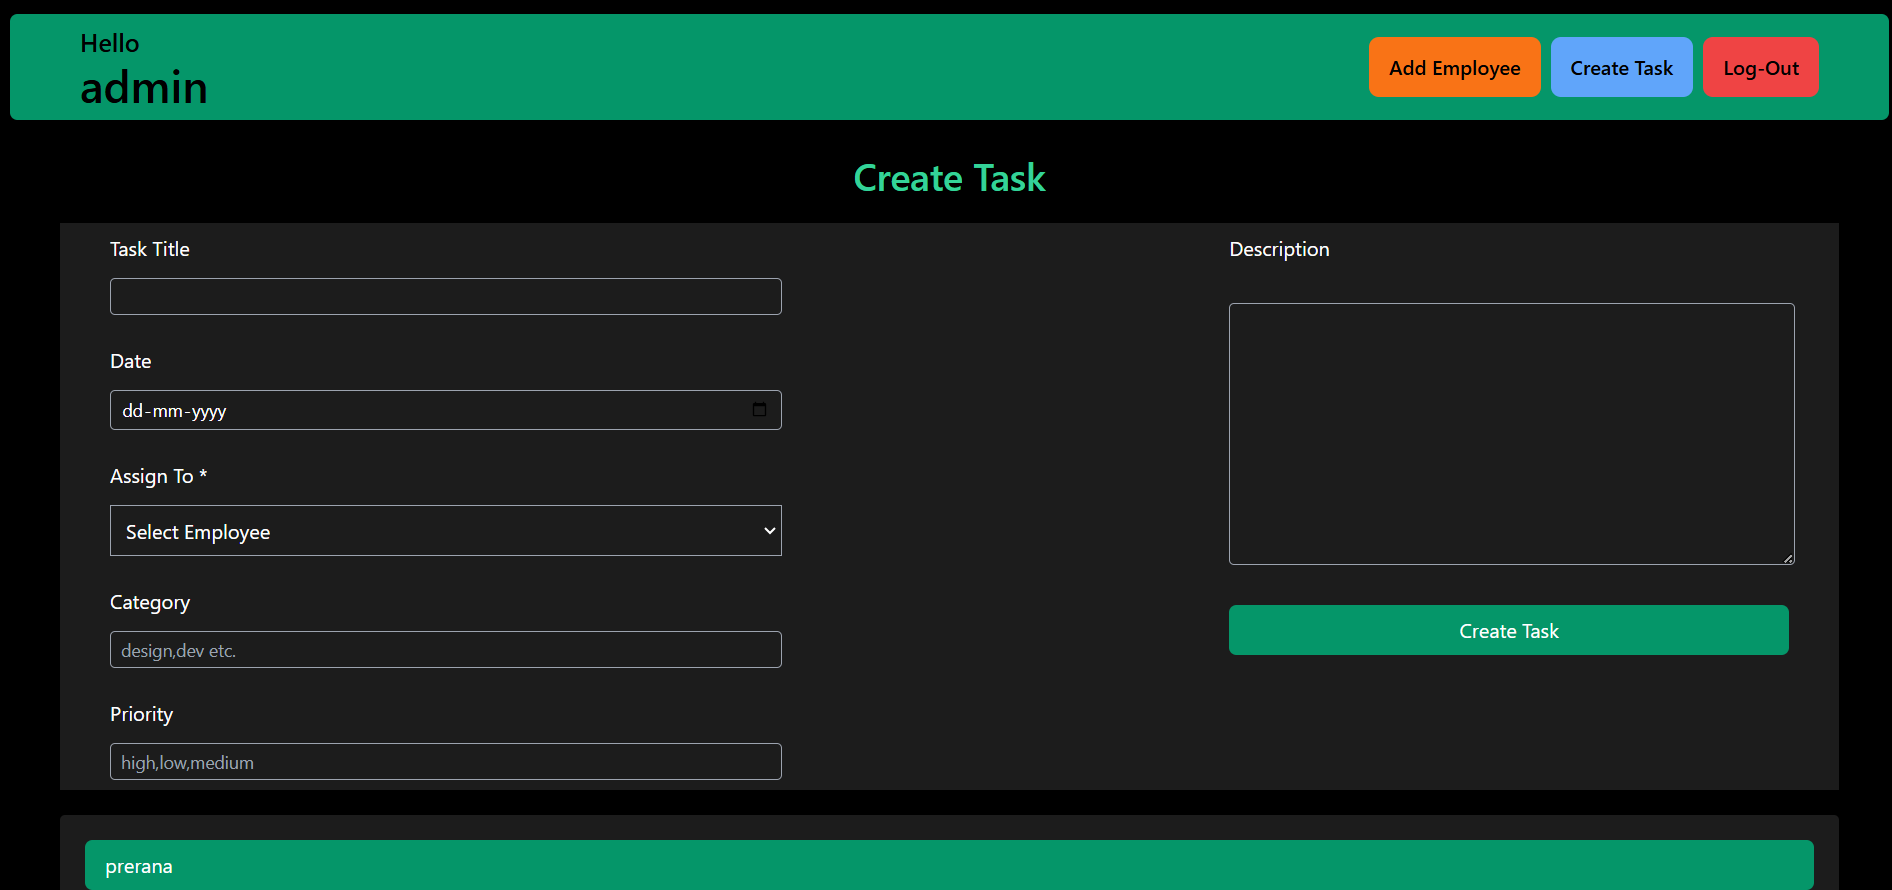 Hello
admin
Add Employee
Create Task
Log-Out
Create Task
Task Title
Date
dd-mm-yyyy
Assign To *
Select Employee
Category
design,dev etc.
Priority
high,low,medium
Description
Create Task
prerana